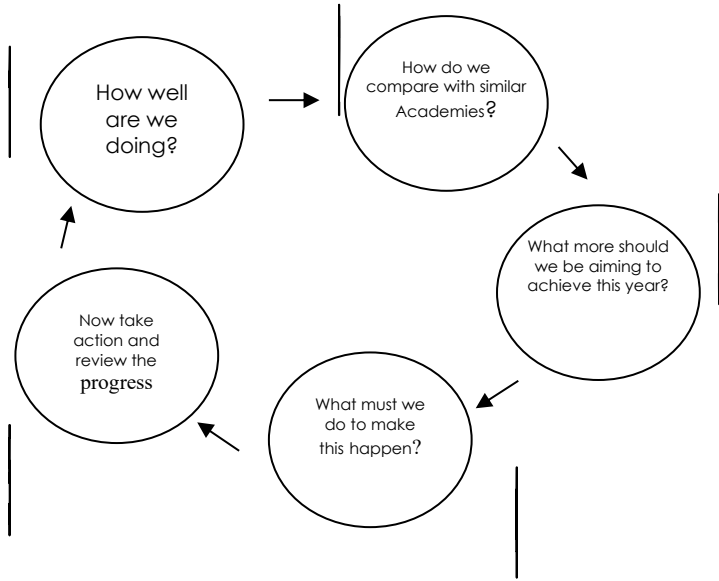 How well
are we
doing?
How do we
compare with similar
Academies?
What more should
we be aiming to
achieve this year?
What must we
do to make
this happen?
Now take
action and
review the
progress